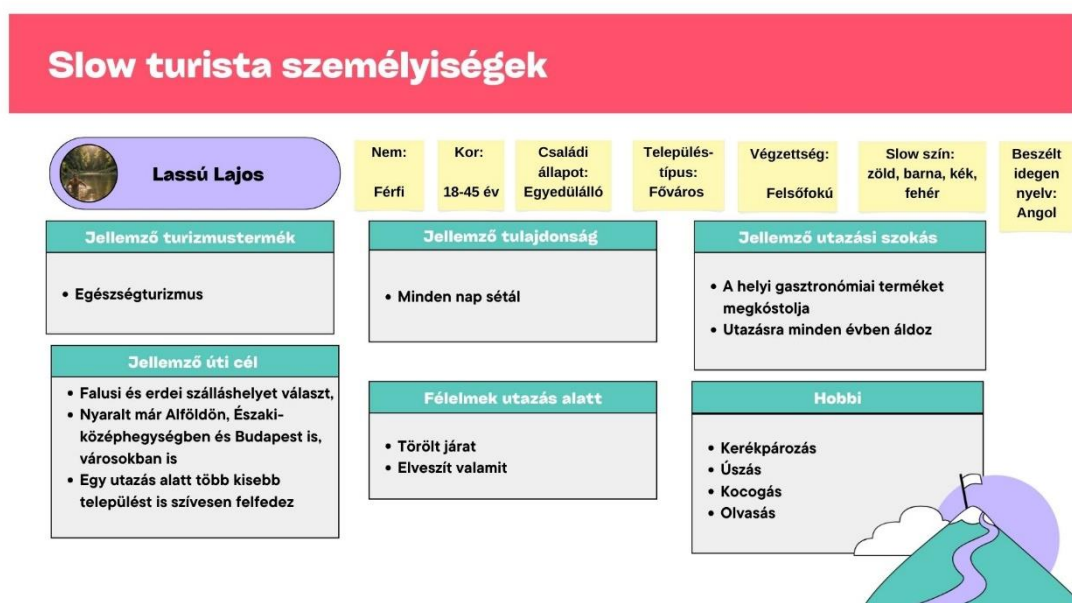 Slow turista személyiségek
Lassú Lajos
Nem:
Férfi
Kor:
18-45 év
Családi
állapot:
Egyedülálló
Település-
típus:
Főváros
Végzettség:
Felsőfokú
Slow szín:
zöld, barna, kék,
fehér
Beszélt
idegen
nyelv:
Angol
Jellemző turizmustermék
• Egészségturizmus
Jellemző tulajdonság
• Minden nap sétál
Jellemző utazási szokás
• A helyi gasztronómiai terméket
megkóstolja
• Utazásra minden évben áldoz
Jellemző úti cél
• Falusi és erdei szálláshelyet választ,
• Nyaralt már Alföldön, Északi-
középhegységben és Budapest is,
városokban is
• Egy utazás alatt több kisebb
települést is szívesen felfedez
Félelmek utazás alatt
• Törölt járat
• Elveszít valamit
Hobbi
• Kerékpározás
• Úszás
• Kocogás
• Olvasás